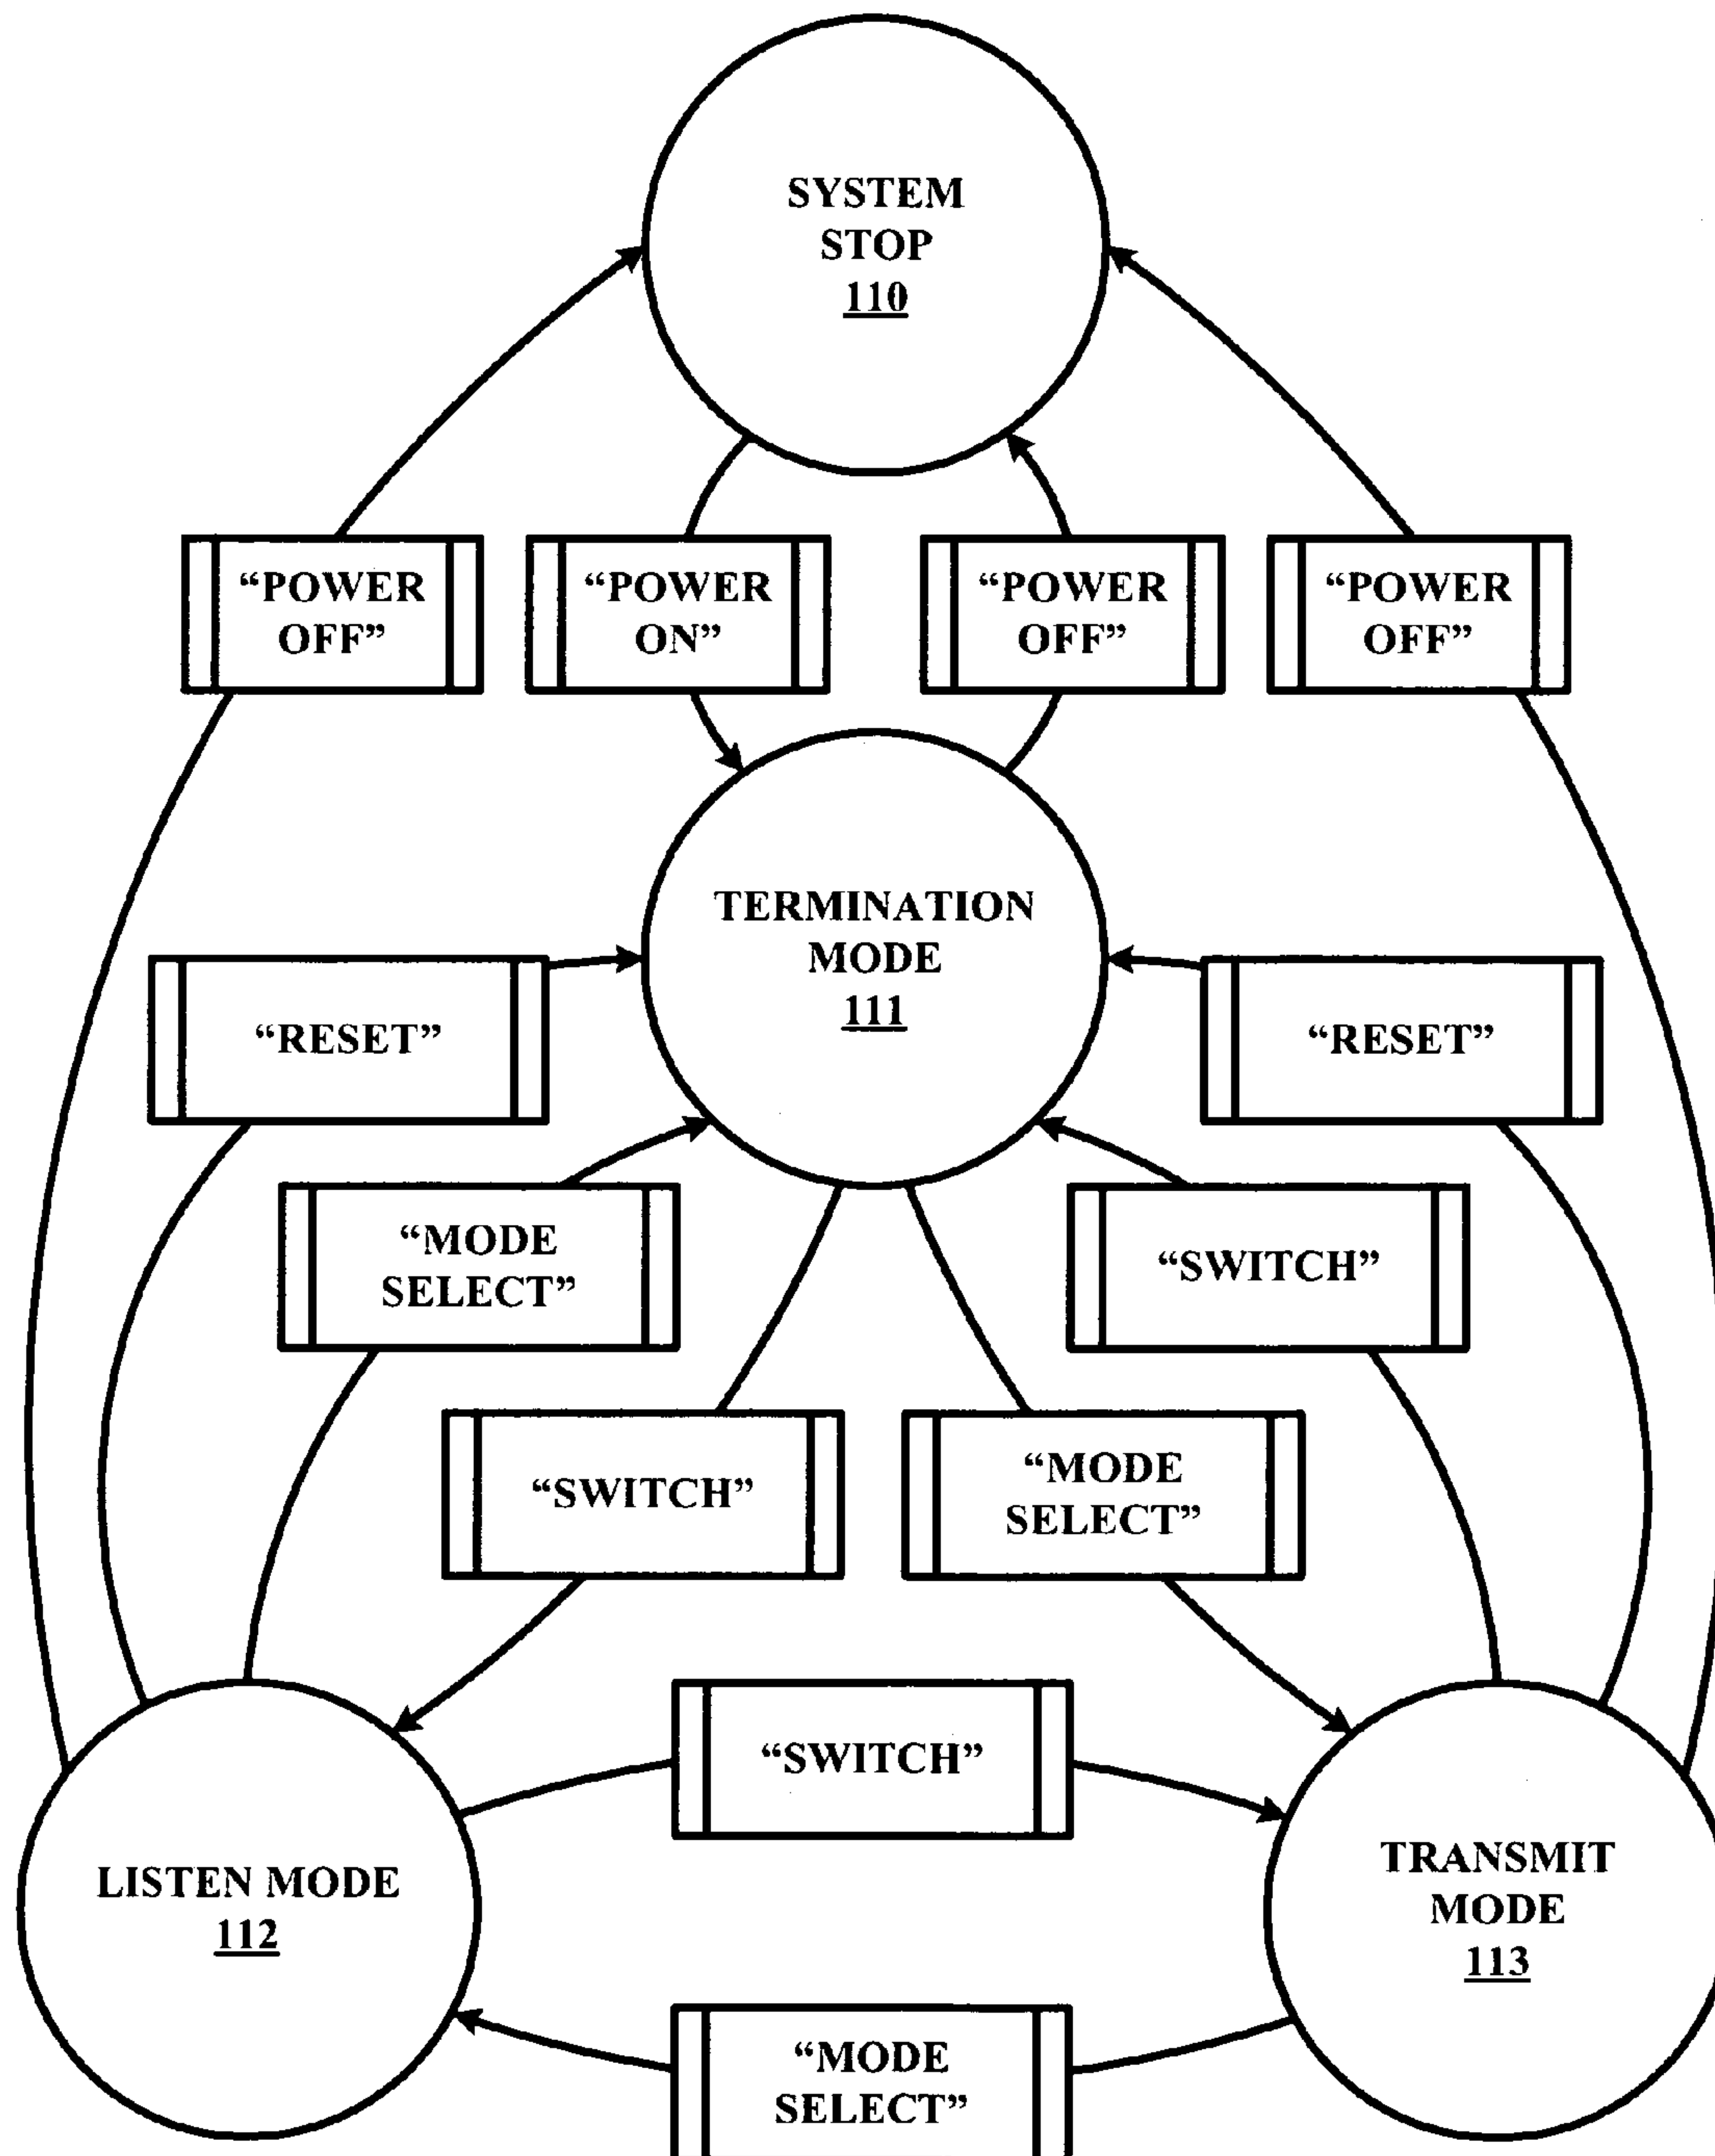 SYSTEM
STOP
110
“POWER
OFF”
“POWER
ON”
“POWER
OFF”
“POWER
OFF”
TERMINATION
MODE
111
“RESET”
“RESET”
“MODE
SELECT”
“SWITCH”
“SWITCH”
“MODE
SELECT”
“SWITCH”
LISTEN MODE
112
TRANSMIT
MODE
113
“MODE
SELECT”